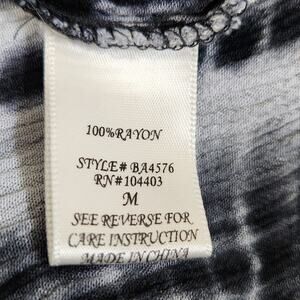 100%RAYON
STYLE# BA4576
RN#104403
M
SEE REVERSE FOR
CARE INSTRUCTION
MADE IN CHINA